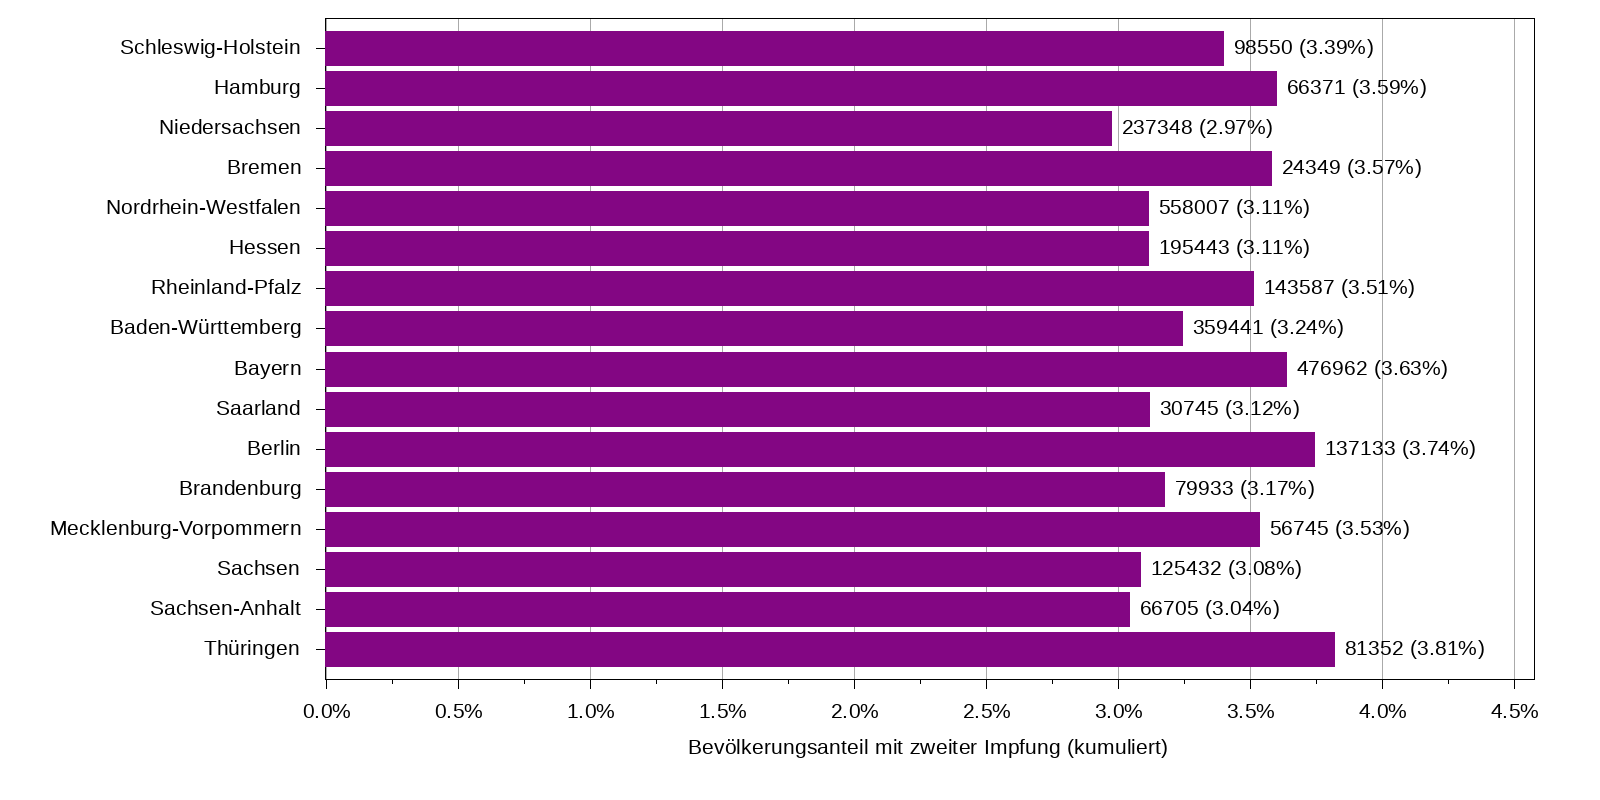 Schleswig-Holstein 98550 (3.39%)
Hamburg 66371 (3.59%)
Niedersachsen 237348 (2.97%)
Bremen 24349 (3.57%)
Nordrhein-Westfalen 558007 (3.11%)
Hessen 195443 (3.11%)
Rheinland-Pfalz 143587 (3.51%)
Baden-Württemberg 359441 (3.24%)
Bayern 476962 (3.63%)
Saarland 30745 (3.12%)
Berlin 137133 (3.74%)
Brandenburg 79933 (3.17%)
Mecklenburg-Vorpommern 56745 (3.53%)
Sachsen 125432 (3.08%)
Sachsen-Anhalt 66705 (3.04%)
Thüringen 81352 (3.81%)
0.0% 0.5% 1.0% 1.5% 2.0% 2.5% 3.0% 3.5% 4.0% 4.5%
Bevölkerungsanteil mit zweiter Impfung (kumuliert)